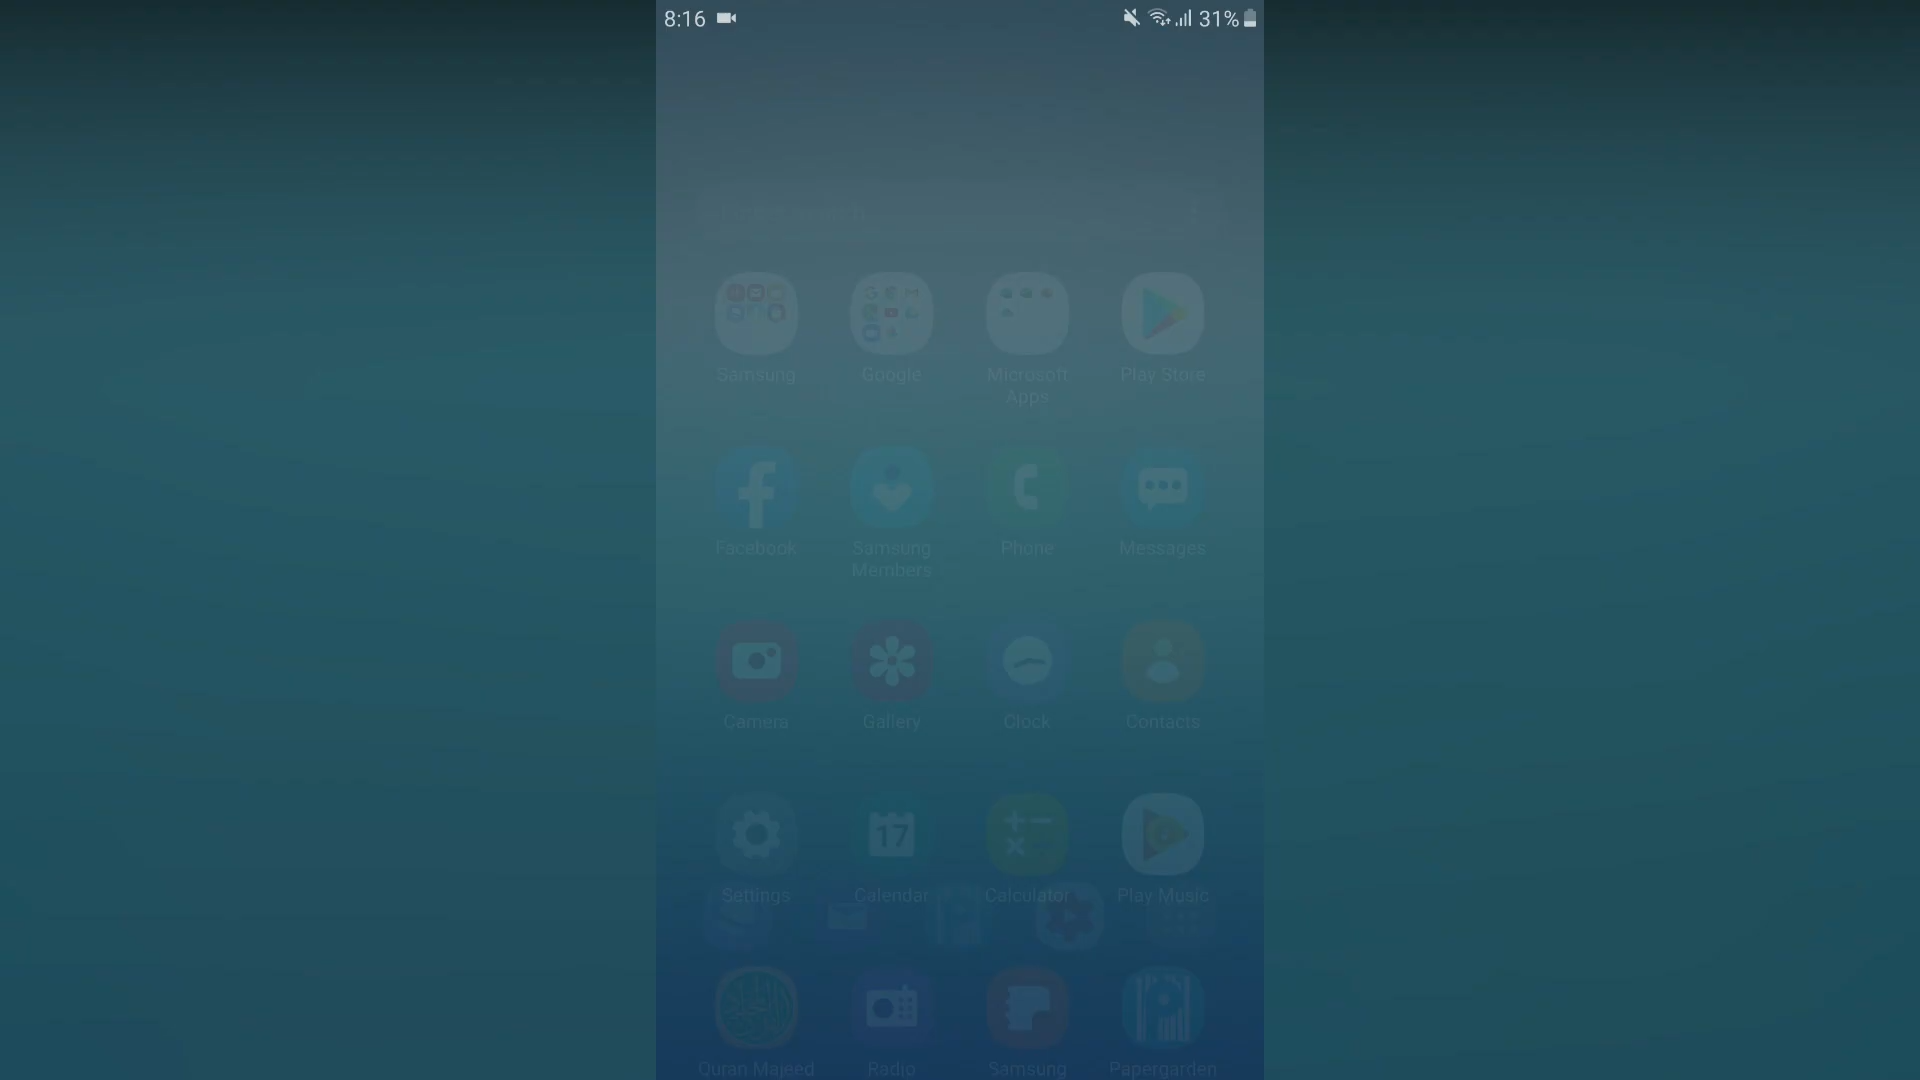 8:16 31%
Samsung Google Microsoft Apps Play Store
Facebook Samsung Members Phone Messages
Camera Gallery Clock Contacts
17
Settings Calendar Calculator Play Music
Quran Majeed Radio Samsung Papergarden